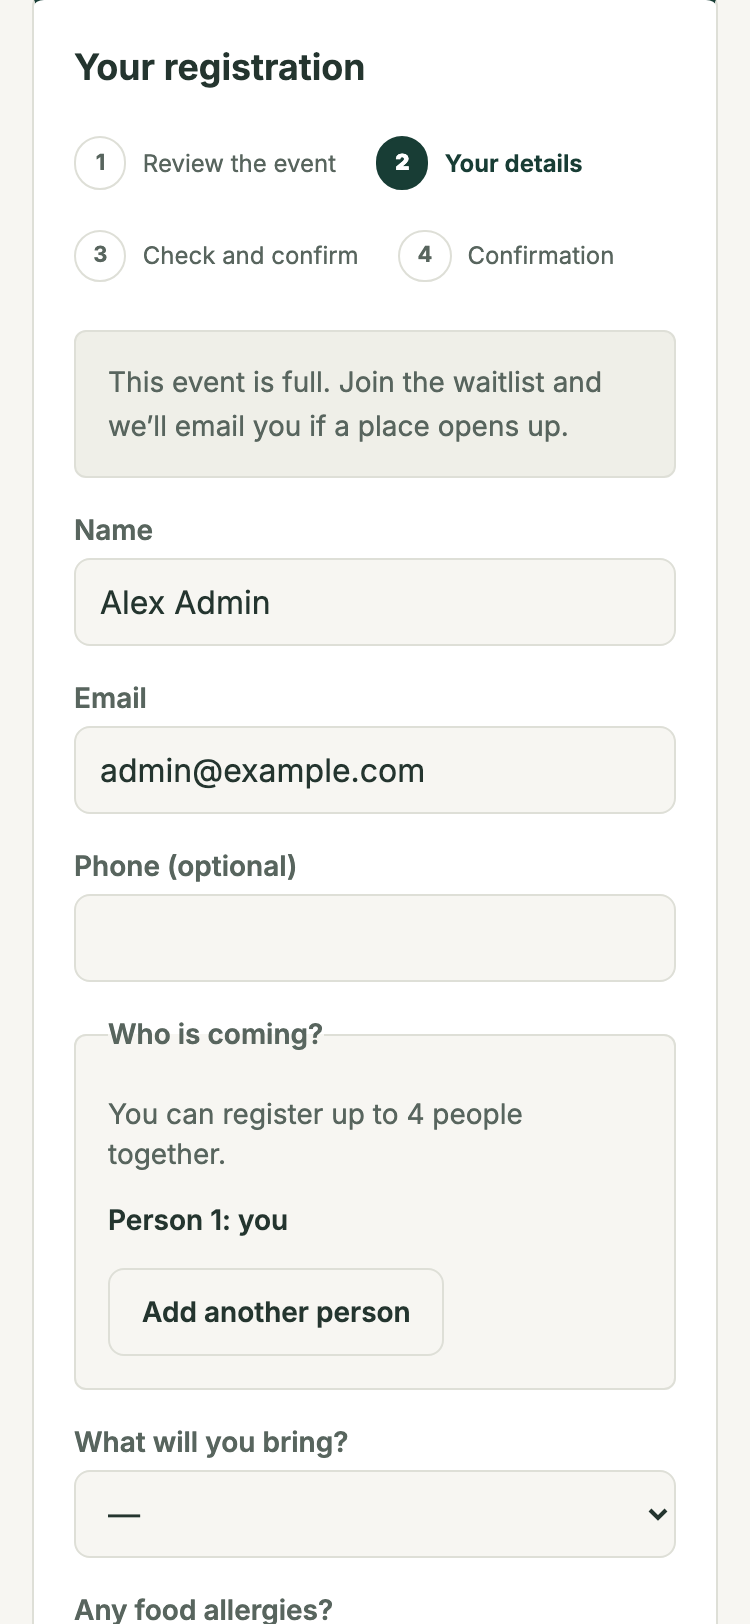 Your registration
1 Review the event 2 Your details
3 Check and confirm 4 Confirmation
This event is full. Join the waitlist and
we’ll email you if a place opens up.
Name
Alex Admin
Email
admin@example.com
Phone (optional)
Who is coming?
You can register up to 4 people
together.
Person 1: you
Add another person
What will you bring?
—
Any food allergies?